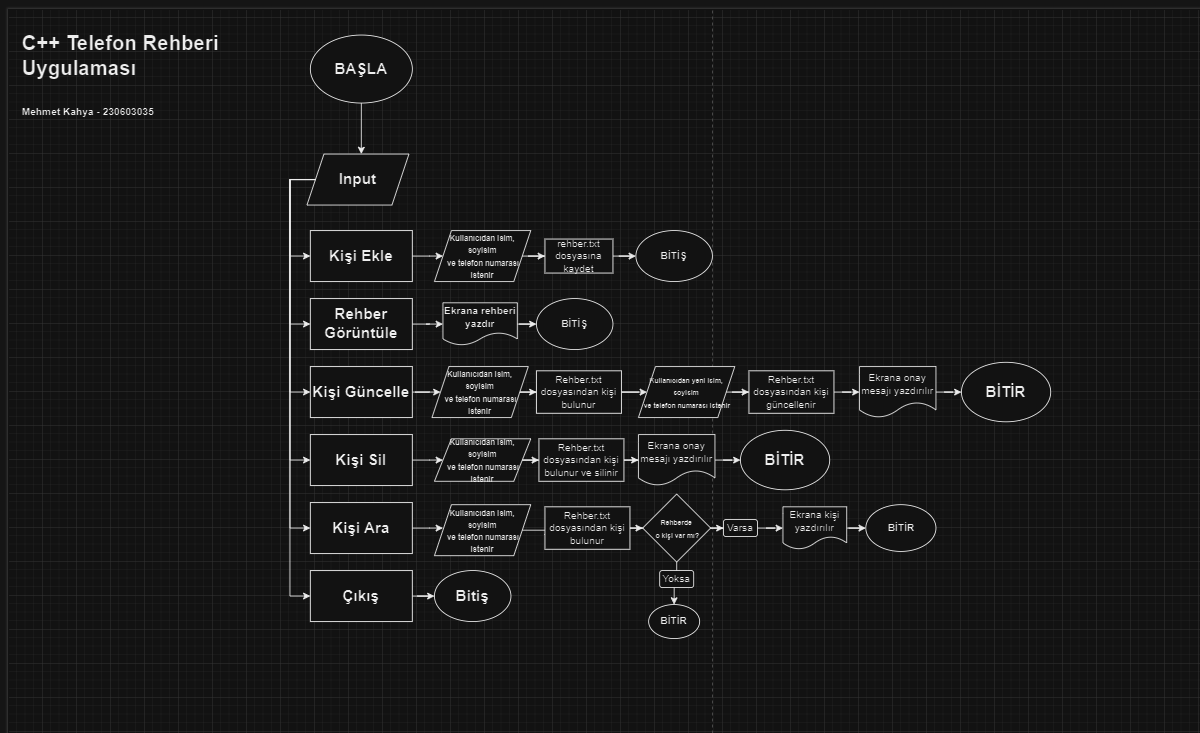 C++ Telefon Rehberi
Uygulaması
Mehmet Kahya - 230603035
BAŞLA
Input
Kişi Ekle
Kullanıcıdan isim,
soyisim
ve telefon numarası
istenir
rehber.txt
dosyasına
kaydet
BİTİŞ
Rehber
Görüntüle
Ekrana rehberi
yazdır
BİTİŞ
Kişi Güncelle
Kullanıcıdan isim,
soyisim
ve telefon numarası
istenir
Rehber.txt
dosyasından kişi
bulunur
Kullanıcıdan yeni isim,
soyisim
ve telefon numarası istenir
Rehber.txt
dosyasından kişi
güncellenir
Ekrana onay
mesajı yazdırılır
BİTİR
Kişi Sil
Kullanıcıdan isim,
soyisim
ve telefon numarası
istenir
Rehber.txt
dosyasından kişi
bulunur ve silinir
Ekrana onay
mesajı yazdırılır
BİTİR
Kişi Ara
Kullanıcıdan isim,
soyisim
ve telefon numarası
istenir
Rehber.txt
dosyasından kişi
bulunur
Rehberde
o kişi var mı?
Varsa
Ekrana kişi
yazdırılır
BİTİR
Yoksa
BİTİR
Çıkış
Bitiş